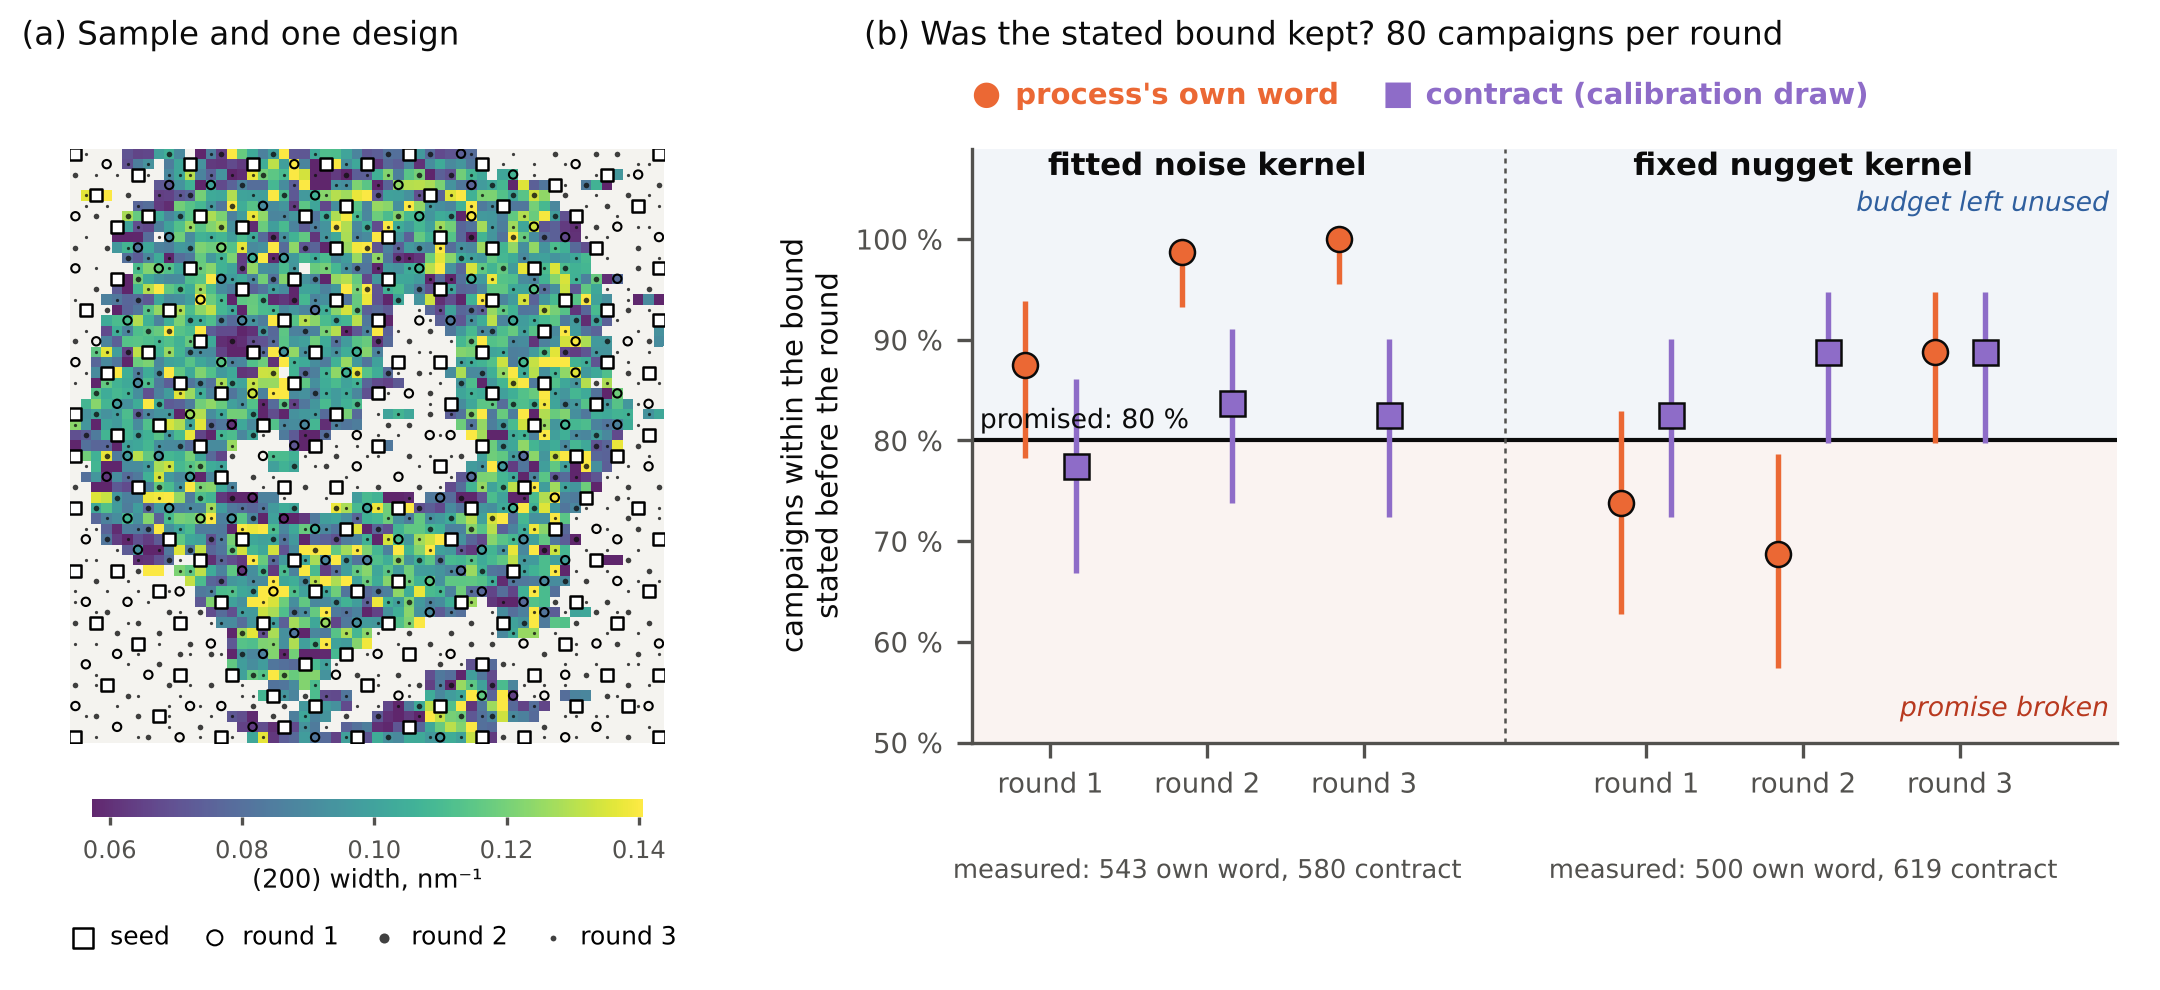 (a) Sample and one design
0.06 0.08 0.10 0.12 0.14
(200) width, nm⁻¹
seed round 1 round 2 round 3
(b) Was the stated bound kept? 80 campaigns per round
process's own word contract (calibration draw)
campaigns within the bound
stated before the round
100 %
90 %
80 %
70 %
60 %
50 %
fitted noise kernel
fixed nugget kernel
budget left unused
promised: 80 %
promise broken
round 1 round 2 round 3 round 1 round 2 round 3
measured: 543 own word, 580 contract
measured: 500 own word, 619 contract